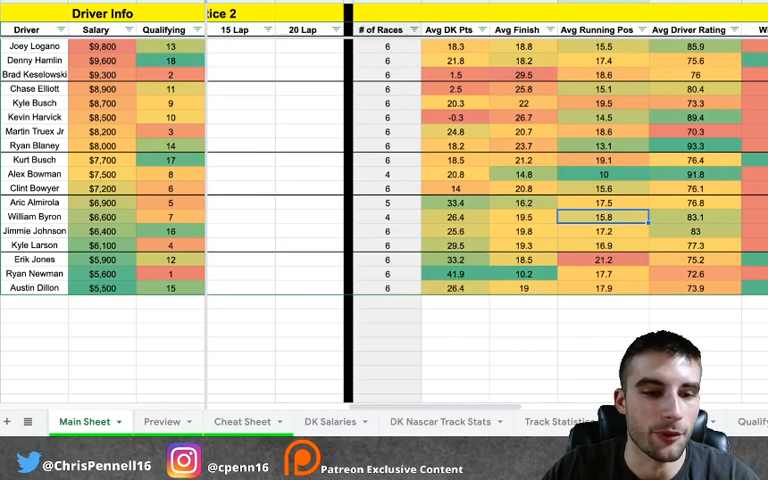 Driver Info
tice 2
Driver Salary Qualifying 15 Lap 20 Lap # of Races Avg DK Pts Avg Finish Avg Running Pos Avg Driver Rating Wi
Joey Logano $9,800 13 6 18.3 18.8 15.5 85.9
Denny Hamlin $9,600 18 6 21.8 18.2 17.4 75.6
Brad Keselowski $9,300 2 6 1.5 29.5 18.6 76
Chase Elliott $8,900 11 6 2.5 25.8 15.1 80.4
Kyle Busch $8,700 9 6 20.3 22 19.5 73.3
Kevin Harvick $8,500 10 6 -0.3 26.7 14.5 89.4
Martin Truex Jr $8,200 3 6 24.8 20.7 18.6 70.3
Ryan Blaney $8,000 14 6 18.2 23.7 13.1 93.3
Kurt Busch $7,700 17 6 18.5 21.2 19.1 76.4
Alex Bowman $7,500 8 4 20.8 14.8 10 91.8
Clint Bowyer $7,200 6 6 14 20.8 15.6 76.1
Aric Almirola $6,900 5 5 33.4 16.2 17.5 76.8
William Byron $6,600 7 4 26.4 19.5 15.8 83.1
Jimmie Johnson $6,400 16 6 25.6 19.8 17.2 83
Kyle Larson $6,100 4 6 29.5 19.3 16.9 77.3
Erik Jones $5,900 12 6 33.2 18.5 21.2 75.2
Ryan Newman $5,600 1 6 41.9 10.2 17.7 72.6
Austin Dillon $5,500 15 6 26.4 19 17.9 73.9
+ Main Sheet Preview Cheat Sheet DK Salaries DK Nascar Track Stats Track Statistic Qualify
@ChrisPennell16 @cpenn16 Patreon Exclusive Content